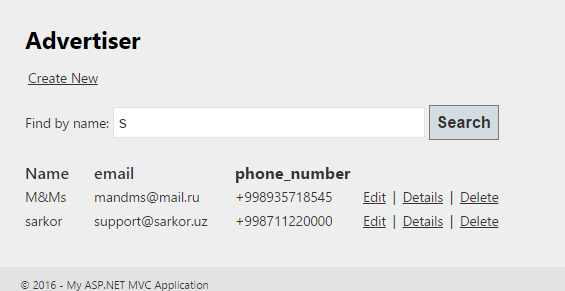 Advertiser
Create New
Find by name: s Search
Name email phone_number
M&Ms mandms@mail.ru +998935718545 Edit | Details | Delete
sarkor support@sarkor.uz +998711220000 Edit | Details | Delete
© 2016 - My ASP.NET MVC Application